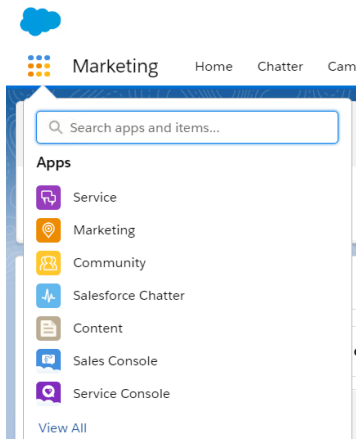 Marketing Home Chatter Cam
Search apps and items...
Apps
Service
Marketing
Community
Salesforce Chatter
Content
Sales Console
Service Console
View All